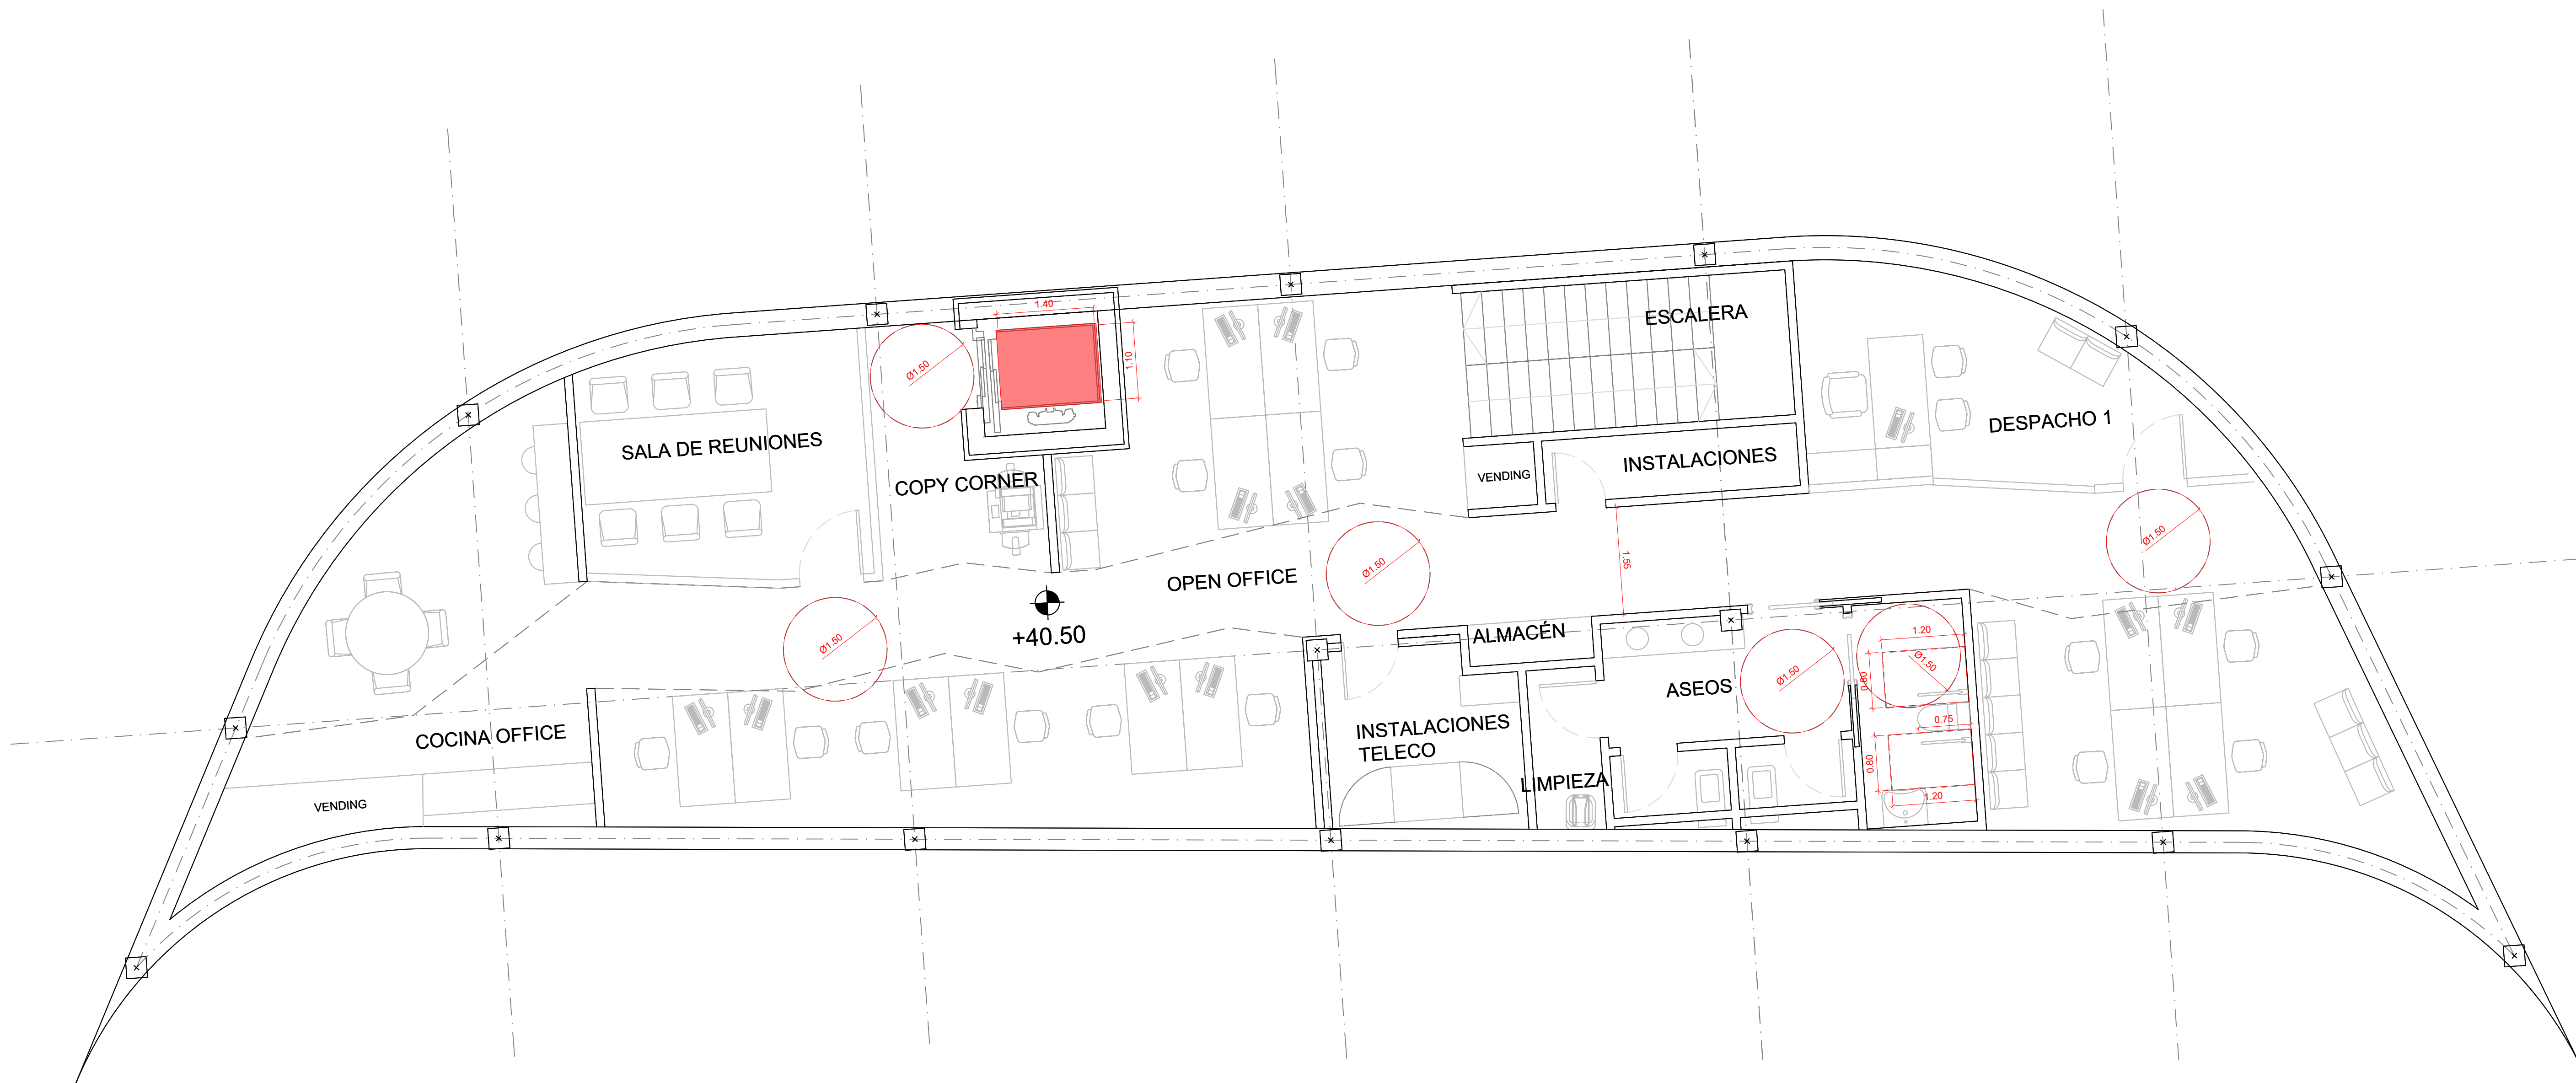 1.40
ESCALERA
1.10
Ø1.50
DESPACHO 1
SALA DE REUNIONES
INSTALACIONES
VENDING
COPY CORNER
Ø1.50
1.55
Ø1.50
OPEN OFFICE
+40.50
ALMACÉN
Ø1.50
1.20
Ø1.50
0.80
Ø1.50
ASEOS
0.75
COCINA OFFICE
INSTALACIONES
TELECO
0.80
LIMPIEZA
1.20
VENDING